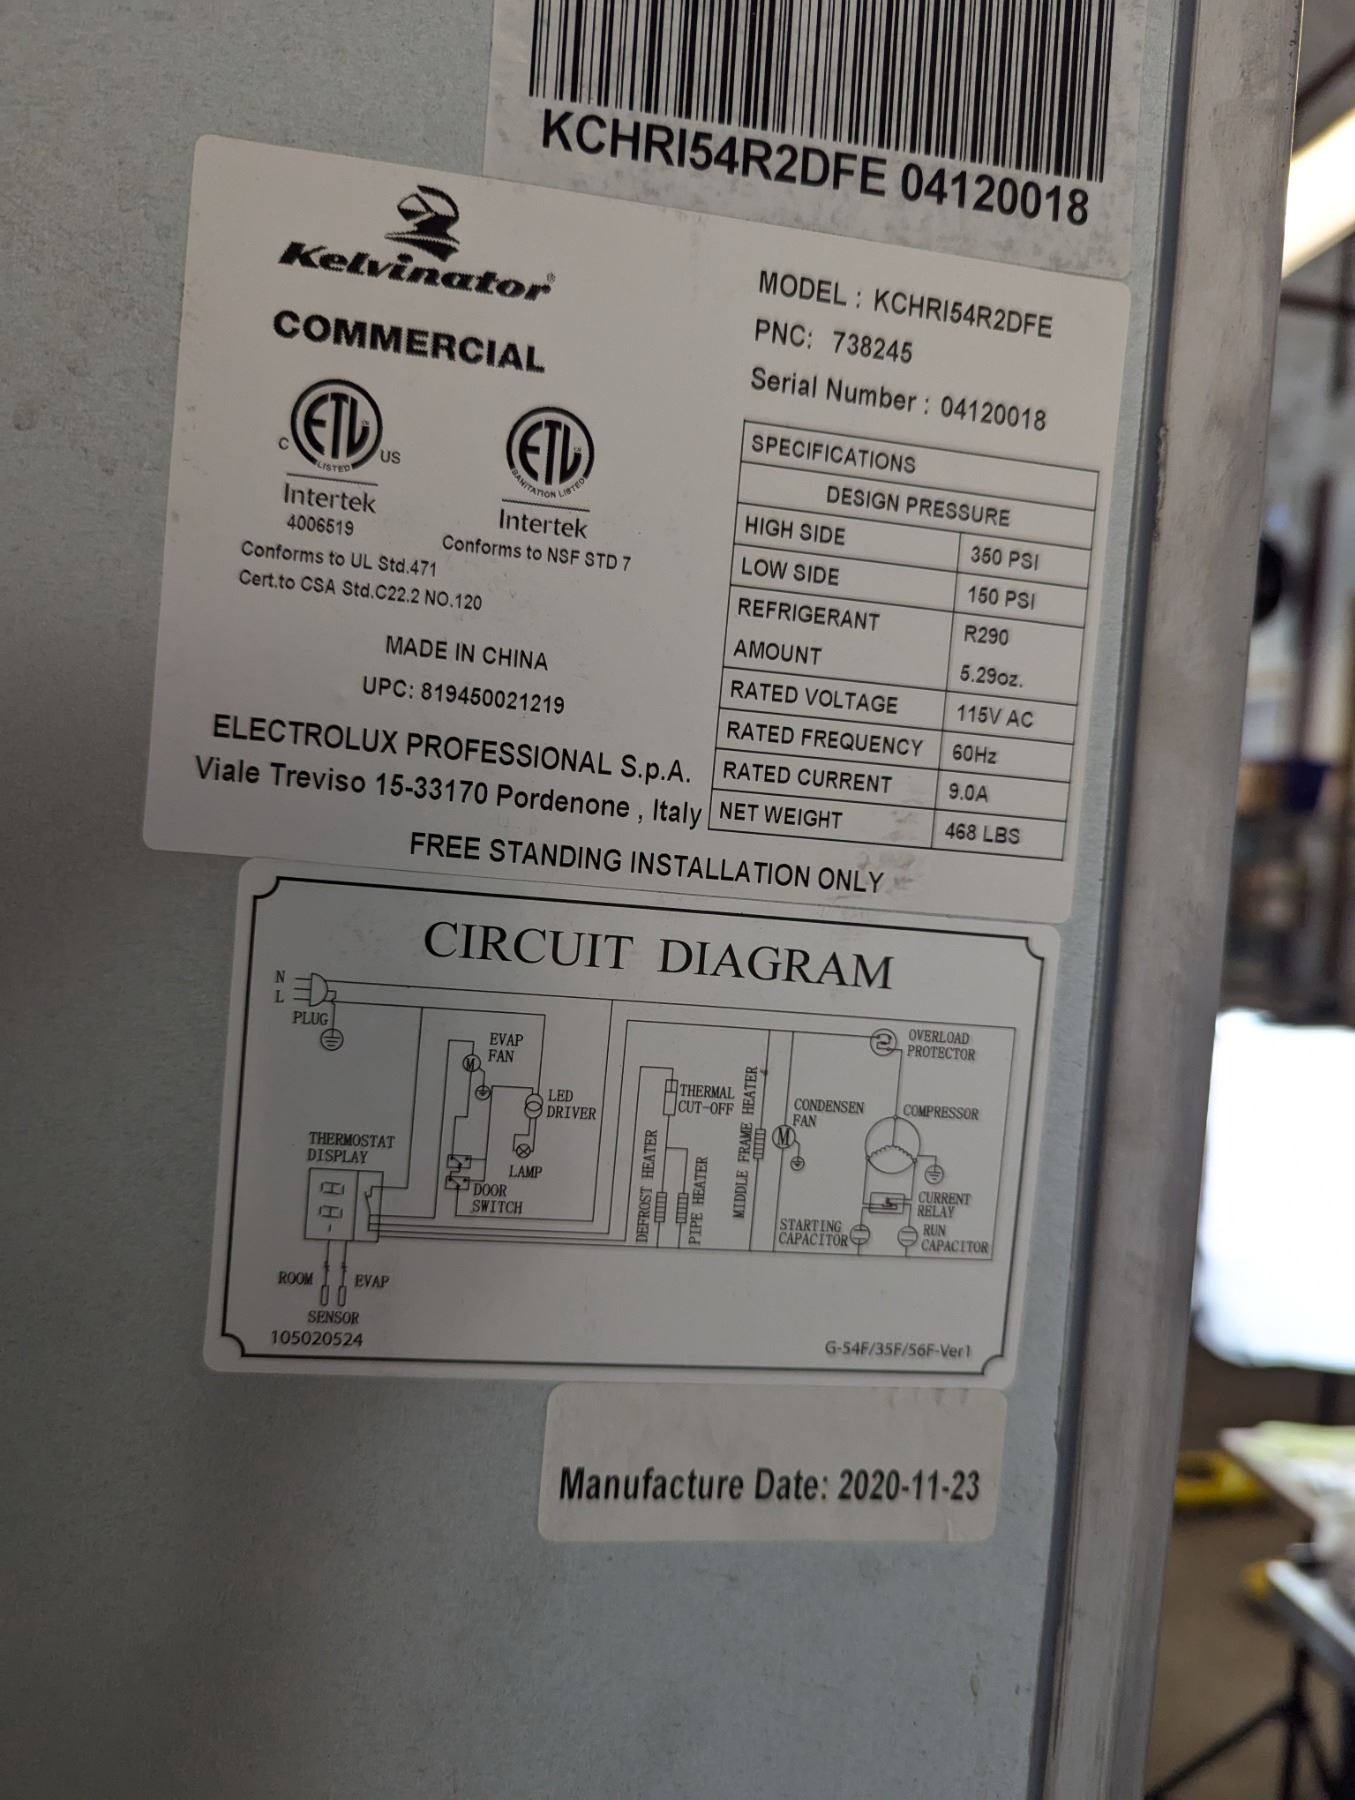 KCHRI54R2DFE 04120018
Kelvinator®
COMMERCIAL
MODEL : KCHRI54R2DFE
PNC: 738245
Serial Number : 04120018
C ETL US
LISTED
Intertek
4006519
Conforms to UL Std.471
Cert.to CSA Std.C22.2 NO.120
ETL
SANITATION LISTED
Intertek
Conforms to NSF STD 7
MADE IN CHINA
UPC: 819450021219
ELECTROLUX PROFESSIONAL S.p.A.
Viale Treviso 15-33170 Pordenone , Italy
SPECIFICATIONS
DESIGN PRESSURE
HIGH SIDE 350 PSI
LOW SIDE 150 PSI
REFRIGERANT R290
AMOUNT 5.29oz.
RATED VOLTAGE 115V AC
RATED FREQUENCY 60Hz
RATED CURRENT 9.0A
NET WEIGHT 468 LBS
FREE STANDING INSTALLATION ONLY
CIRCUIT DIAGRAM
N
L
PLUG
EVAP
FAN
M
LED
DRIVER
LAMP
DOOR
SWITCH
THERMOSTAT
DISPLAY
ROOM
EVAP
SENSOR
THERMAL
CUT-OFF
DEFROST HEATER
PIPE HEATER
MIDDLE FRAME HEATER
CONDENSEN
FAN
M
OVERLOAD
PROTECTOR
COMPRESSOR
CURRENT
RELAY
STARTING
CAPACITOR
RUN
CAPACITOR
105020524
G-54F/35F/56F-Ver1
Manufacture Date: 2020-11-23